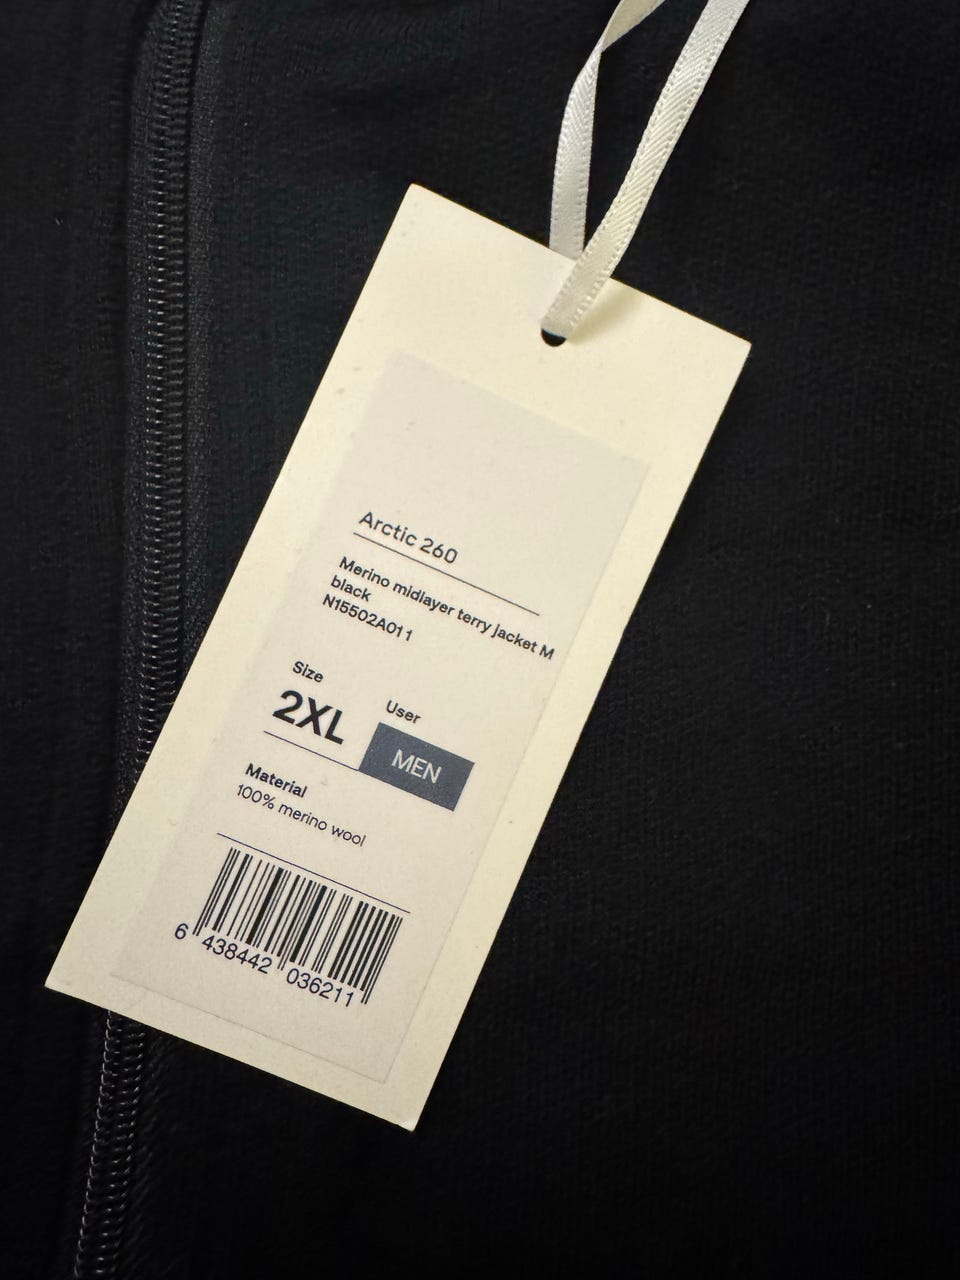 Arctic 260
Merino midlayer terry jacket M
black
N15502A011
Size
2XL
User
MEN
Material
100% merino wool
6 438442 036211